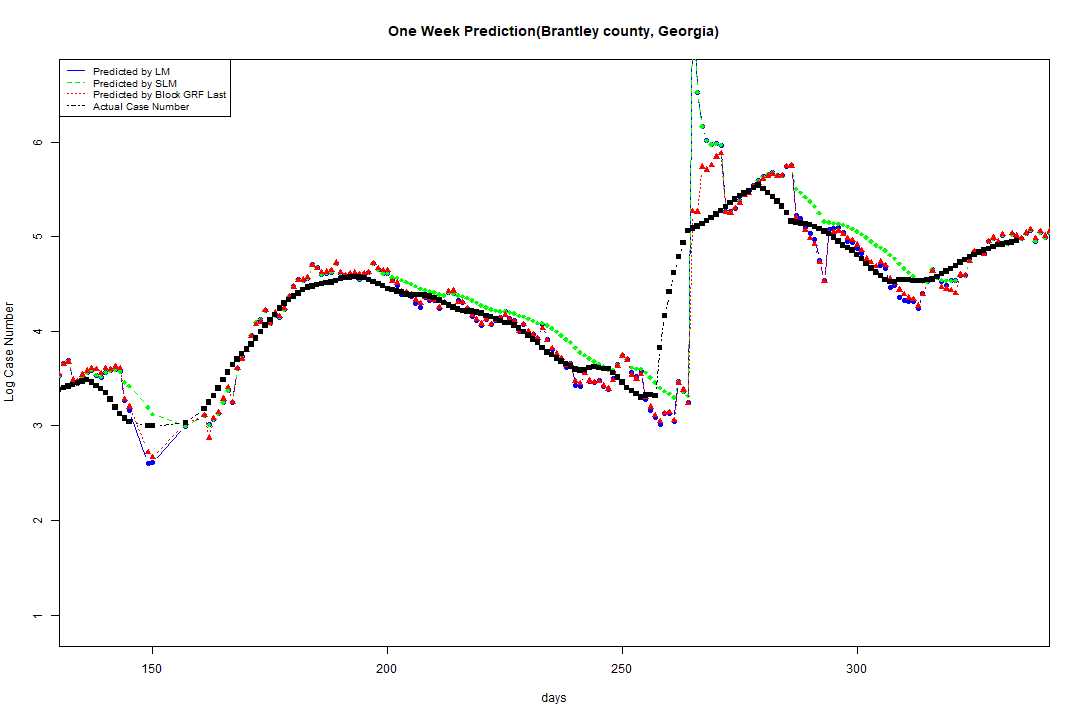 One Week Prediction(Brantley county, Georgia)
Predicted by LM
Predicted by SLM
Predicted by Block GRF Last
Actual Case Number
6
5
4
3
2
1
Log Case Number
150
200
250
300
days